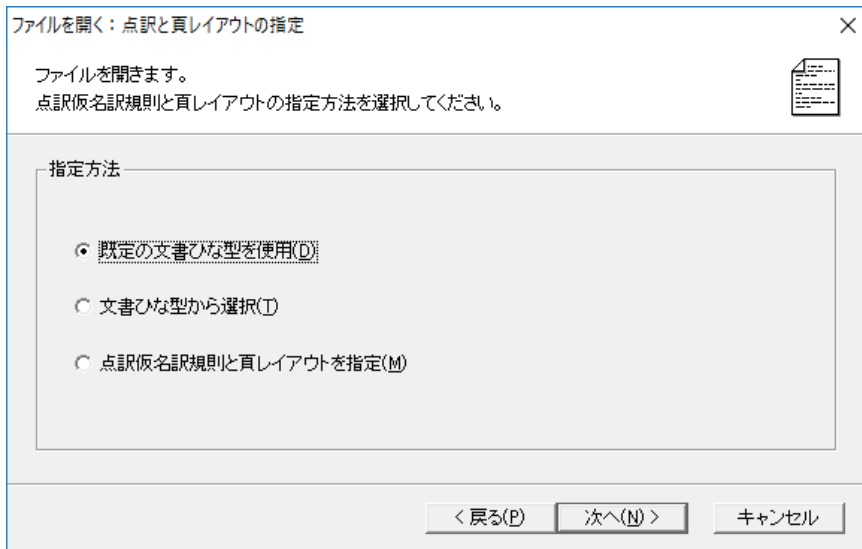 ファイルを開く：点訳と頁レイアウトの指定
ファイルを開きます。
点訳仮名訳規則と頁レイアウトの指定方法を選択してください。
指定方法
既定の文書ひな型を使用(D)
文書ひな型から選択(T)
点訳仮名訳規則と頁レイアウトを指定(M)
< 戻る(P) 次へ(N) > キャンセル